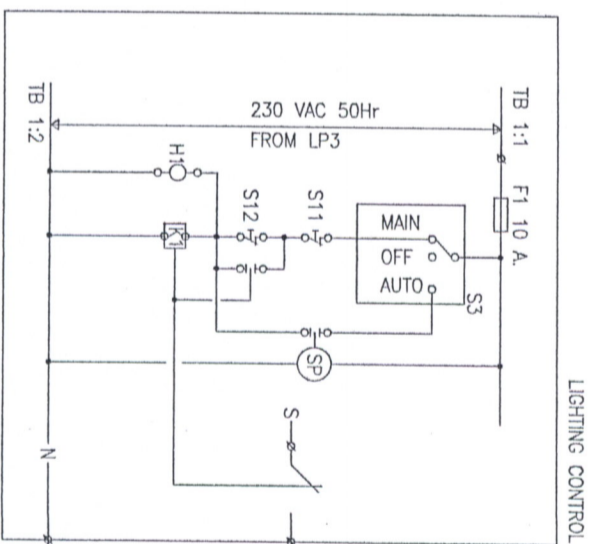 LIGHTING CONTROL
TB 1:1
F1 10 A.
230 VAC 50Hr
FROM LP3
TB 1:2
MAIN
OFF
AUTO
S3
S11
S12
H1
K1
SP
S
N